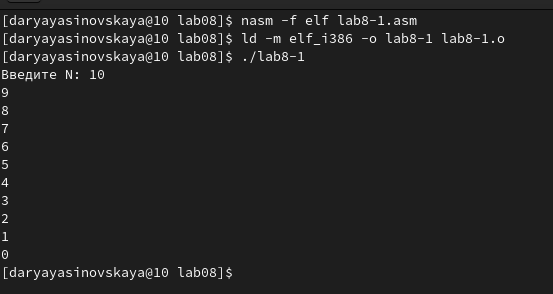 [daryayasinovskaya@10 lab08]$ nasm -f elf lab8-1.asm
[daryayasinovskaya@10 lab08]$ ld -m elf_i386 -o lab8-1 lab8-1.o
[daryayasinovskaya@10 lab08]$ ./lab8-1
Введите N: 10
9
8
7
6
5
4
3
2
1
0
[daryayasinovskaya@10 lab08]$